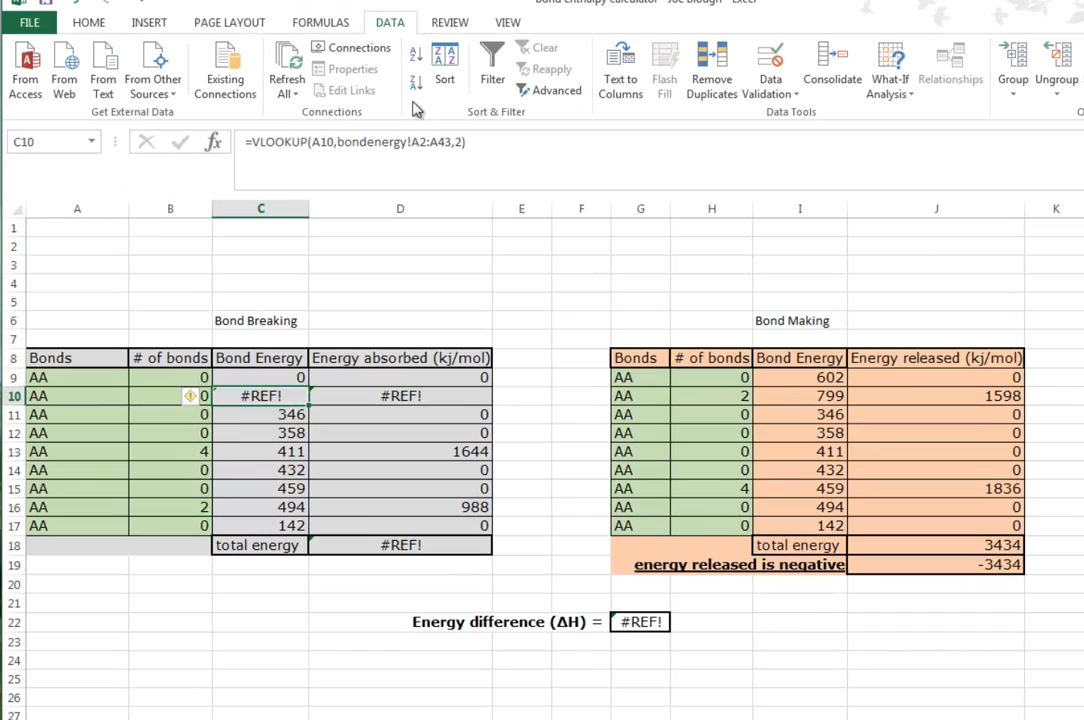 Bond enthalpy calculator - Joe Blough - Excel
FILE HOME INSERT PAGE LAYOUT FORMULAS DATA REVIEW VIEW
From Access
From Web
From Text
From Other Sources
Existing Connections
Refresh All
Connections
Properties
Edit Links
Sort
Filter
Clear
Reapply
Advanced
Text to Columns
Flash Fill
Remove Duplicates
Data Validation
Consolidate
What-If Analysis
Relationships
Group
Ungroup
Get External Data Connections Sort & Filter Data Tools
C10 fx =VLOOKUP(A10,bondenergy!A2:A43,2)
A B C D E F G H I J K
1
2
3
4
5
6 Bond Breaking Bond Making
7
8 Bonds # of bonds Bond Energy Energy absorbed (kj/mol) Bonds # of bonds Bond Energy Energy released (kj/mol)
9 AA 0 0 0 AA 0 602 0
10 AA 0 #REF! #REF! AA 2 799 1598
11 AA 0 346 0 AA 0 346 0
12 AA 0 358 0 AA 0 358 0
13 AA 4 411 1644 AA 0 411 0
14 AA 0 432 0 AA 0 432 0
15 AA 0 459 0 AA 4 459 1836
16 AA 2 494 988 AA 0 494 0
17 AA 0 142 0 AA 0 142 0
18 total energy #REF! total energy 3434
19 energy released is negative -3434
20
21
22 Energy difference (ΔH) = #REF!
23
24
25
26
27